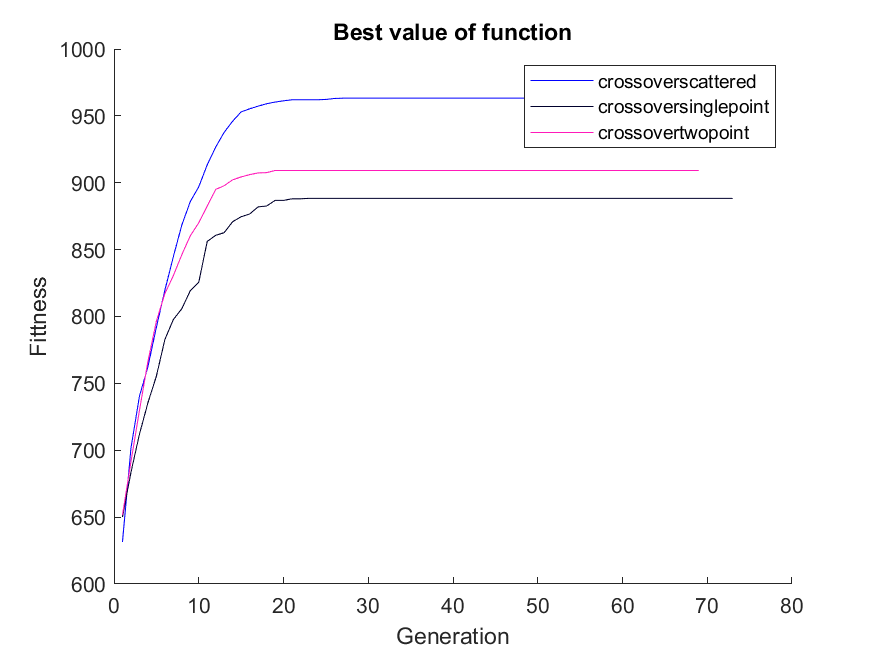 Best value of function
1000
950
900
850
800
750
700
650
600
Fittness
crossoverscattered
crossoversinglepoint
crossovertwopoint
0 10 20 30 40 50 60 70 80
Generation